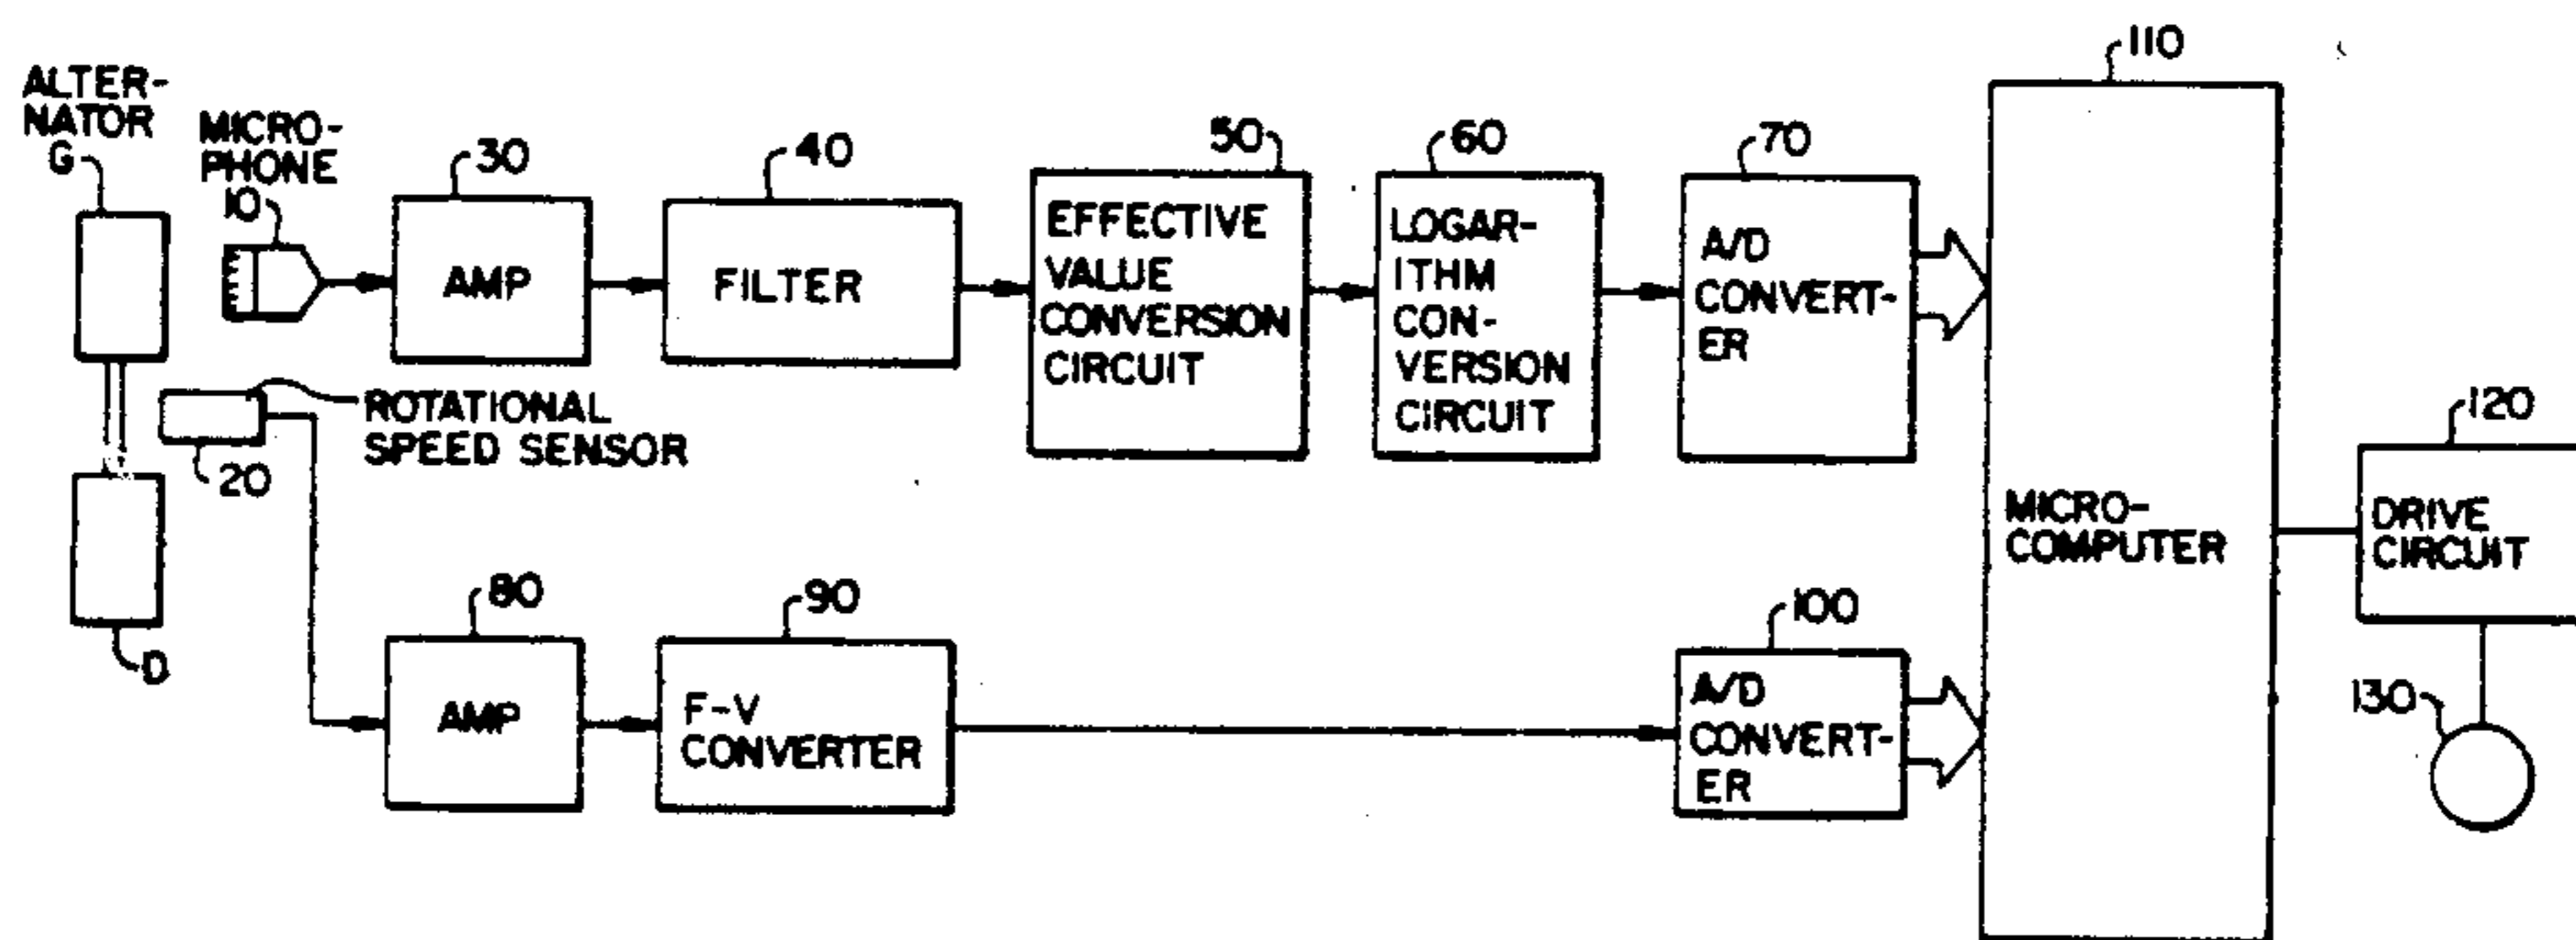 ALTER-
NATOR
G
MICRO-
PHONE
10
30
AMP
40
FILTER
50
EFFECTIVE
VALUE
CONVERSION
CIRCUIT
60
LOGAR-
ITHM
CON-
VERSION
CIRCUIT
70
A/D
CONVERT-
ER
110
MICRO-
COMPUTER
120
DRIVE
CIRCUIT
130
ROTATIONAL
SPEED SENSOR
20
D
80
AMP
90
F-V
CONVERTER
100
A/D
CONVERT-
ER